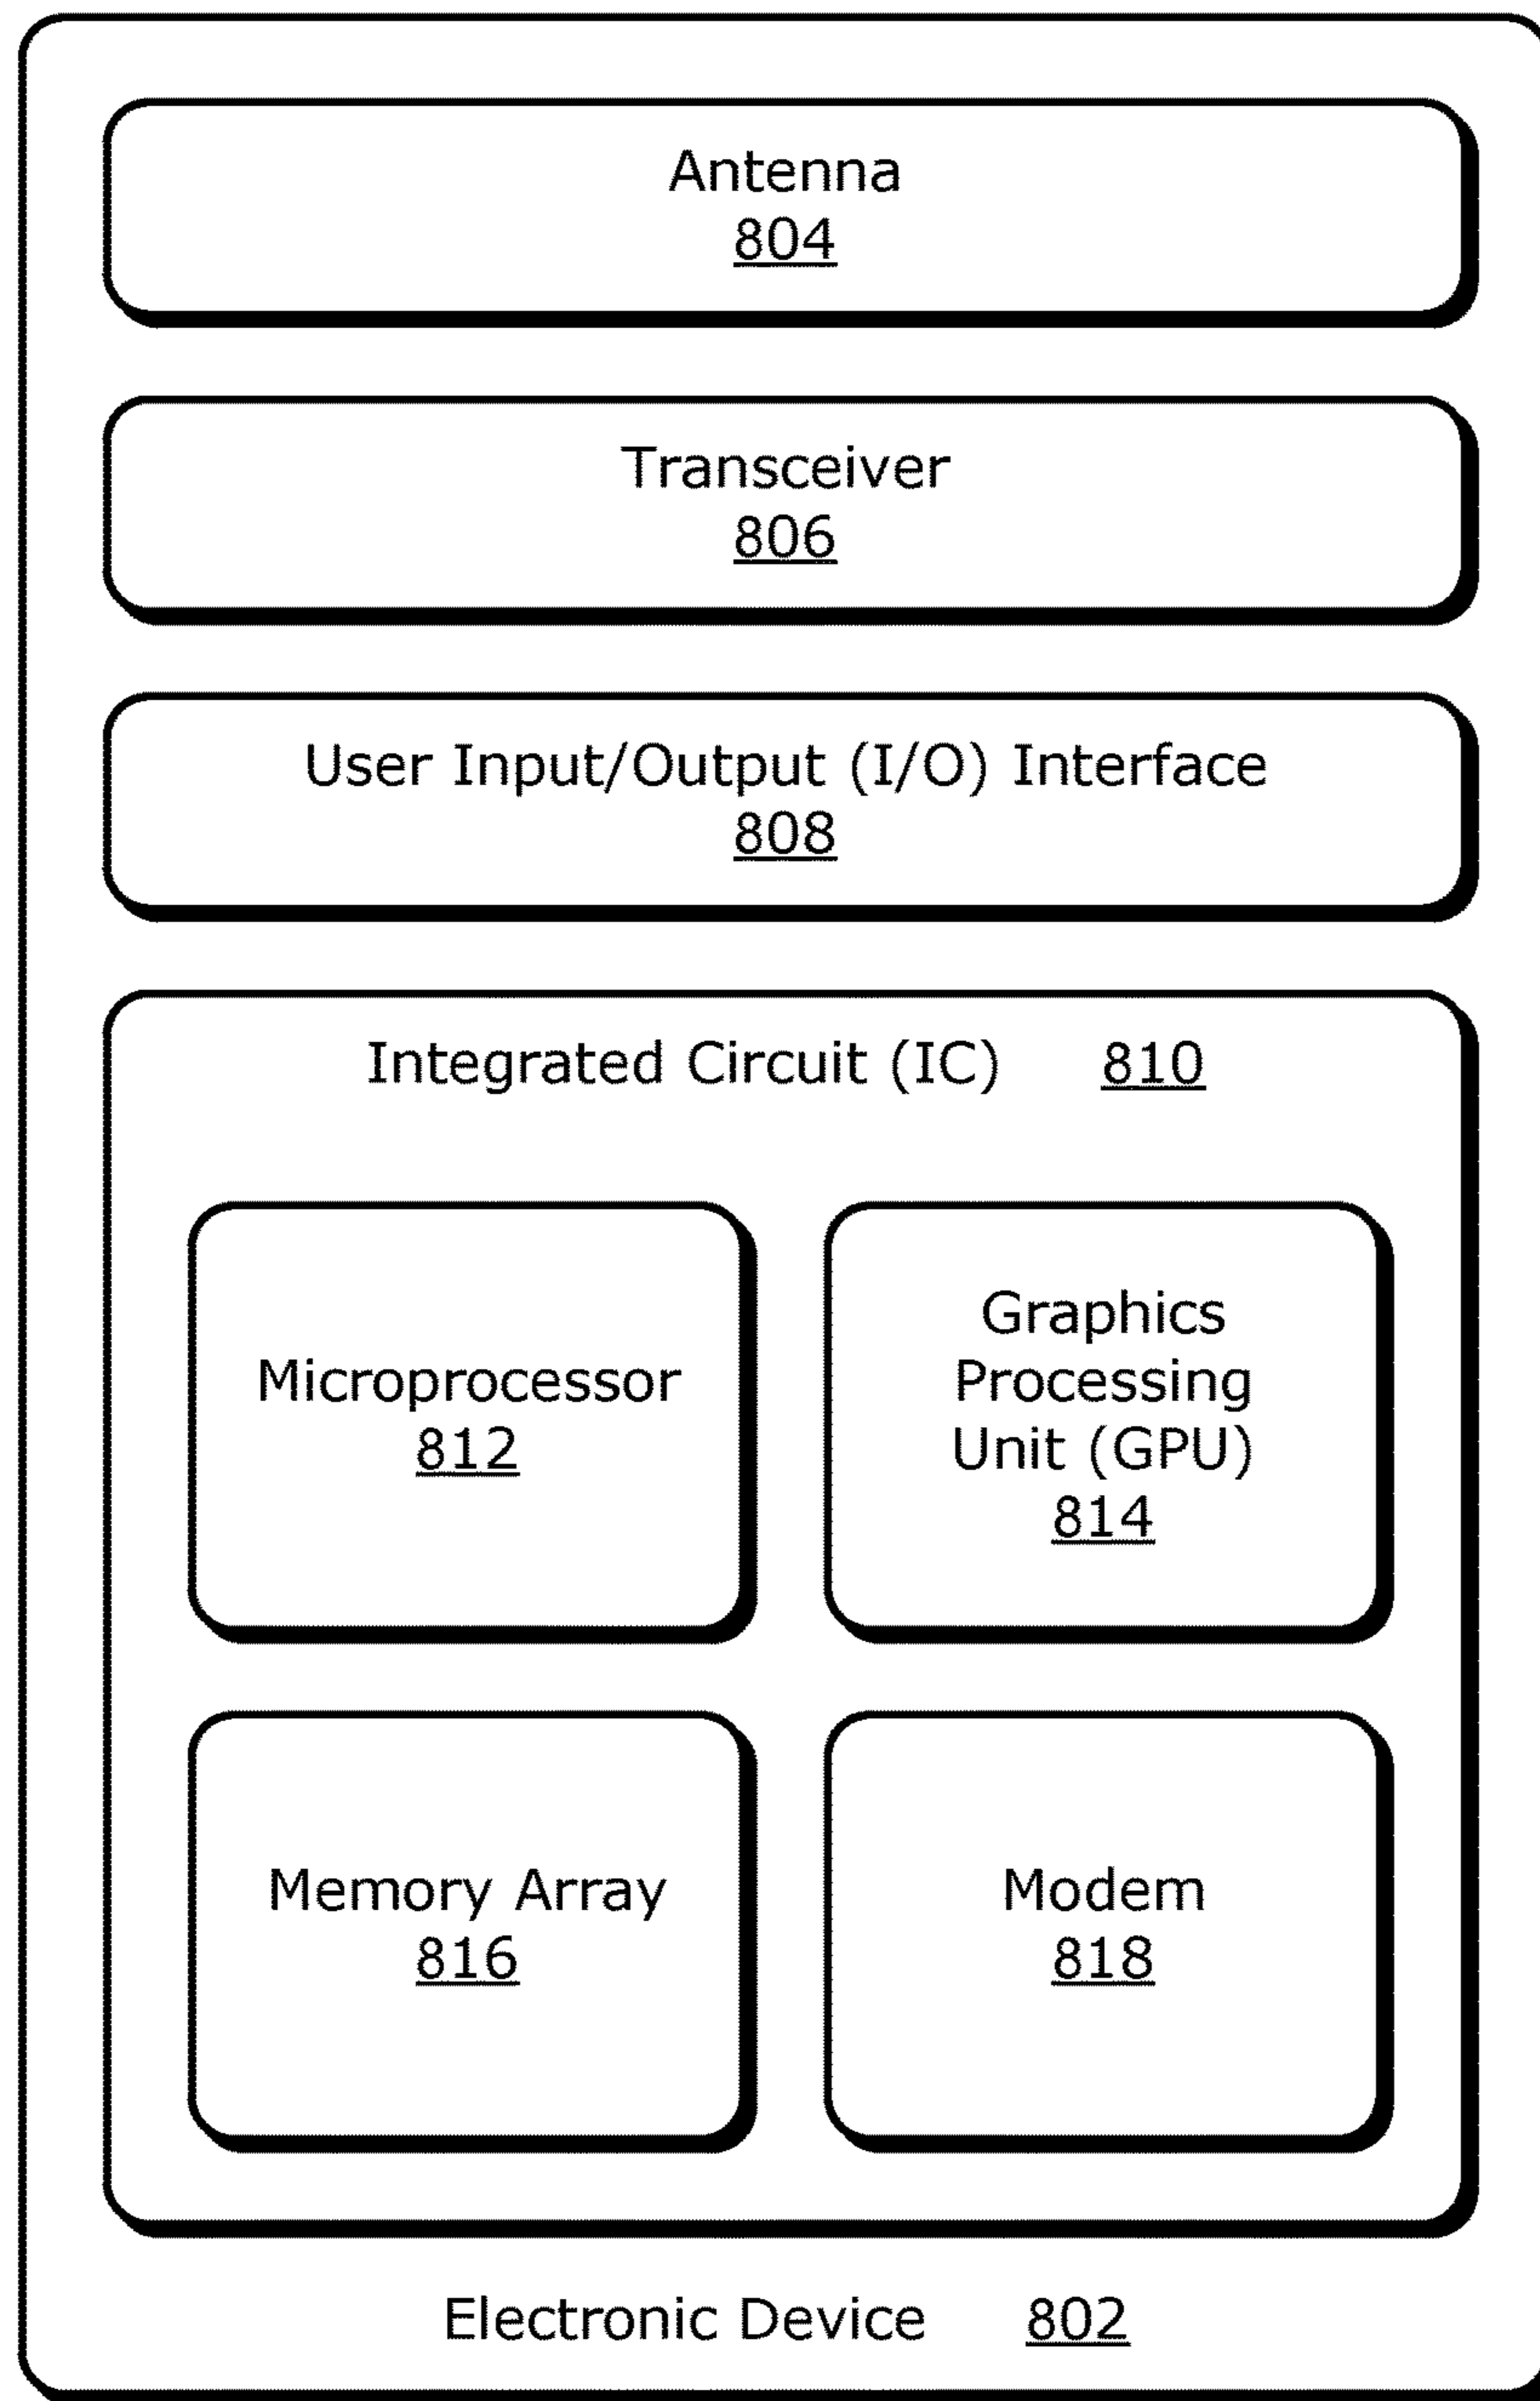 Antenna
804
Transceiver
806
User Input/Output (I/O) Interface
808
Integrated Circuit (IC) 810
Microprocessor
812
Graphics
Processing
Unit (GPU)
814
Memory Array
816
Modem
818
Electronic Device 802